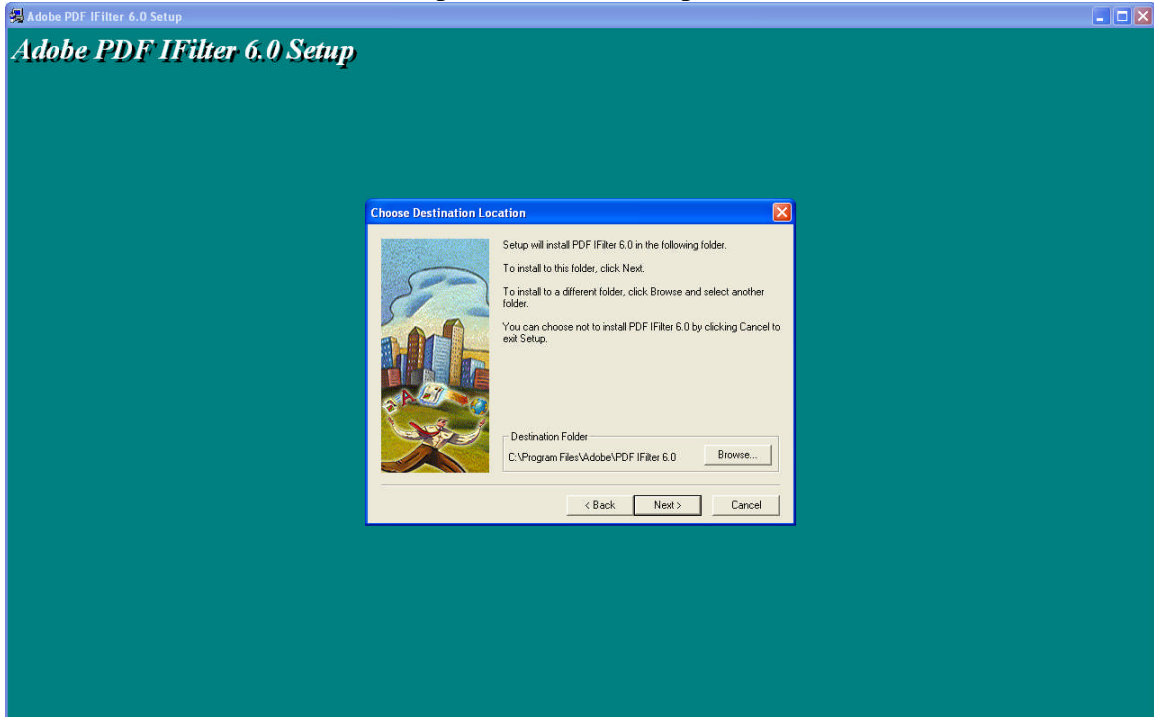 Adobe PDF IFilter 6.0 Setup
Adobe PDF IFilter 6.0 Setup
Choose Destination Location
Setup will install PDF IFilter 6.0 in the following folder.
To install to this folder, click Next.
To install to a different folder, click Browse and select another
folder.
You can choose not to install PDF IFilter 6.0 by clicking Cancel to
exit Setup.
Destination Folder
C:\Program Files\Adobe\PDF IFilter 6.0
Browse...
< Back
Next >
Cancel